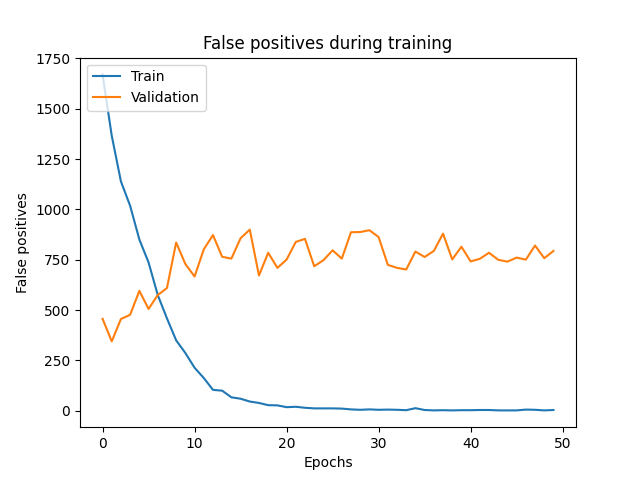 False positives during training
Train
Validation
False positives
1750
1500
1250
1000
750
500
250
0
0 10 20 30 40 50
Epochs